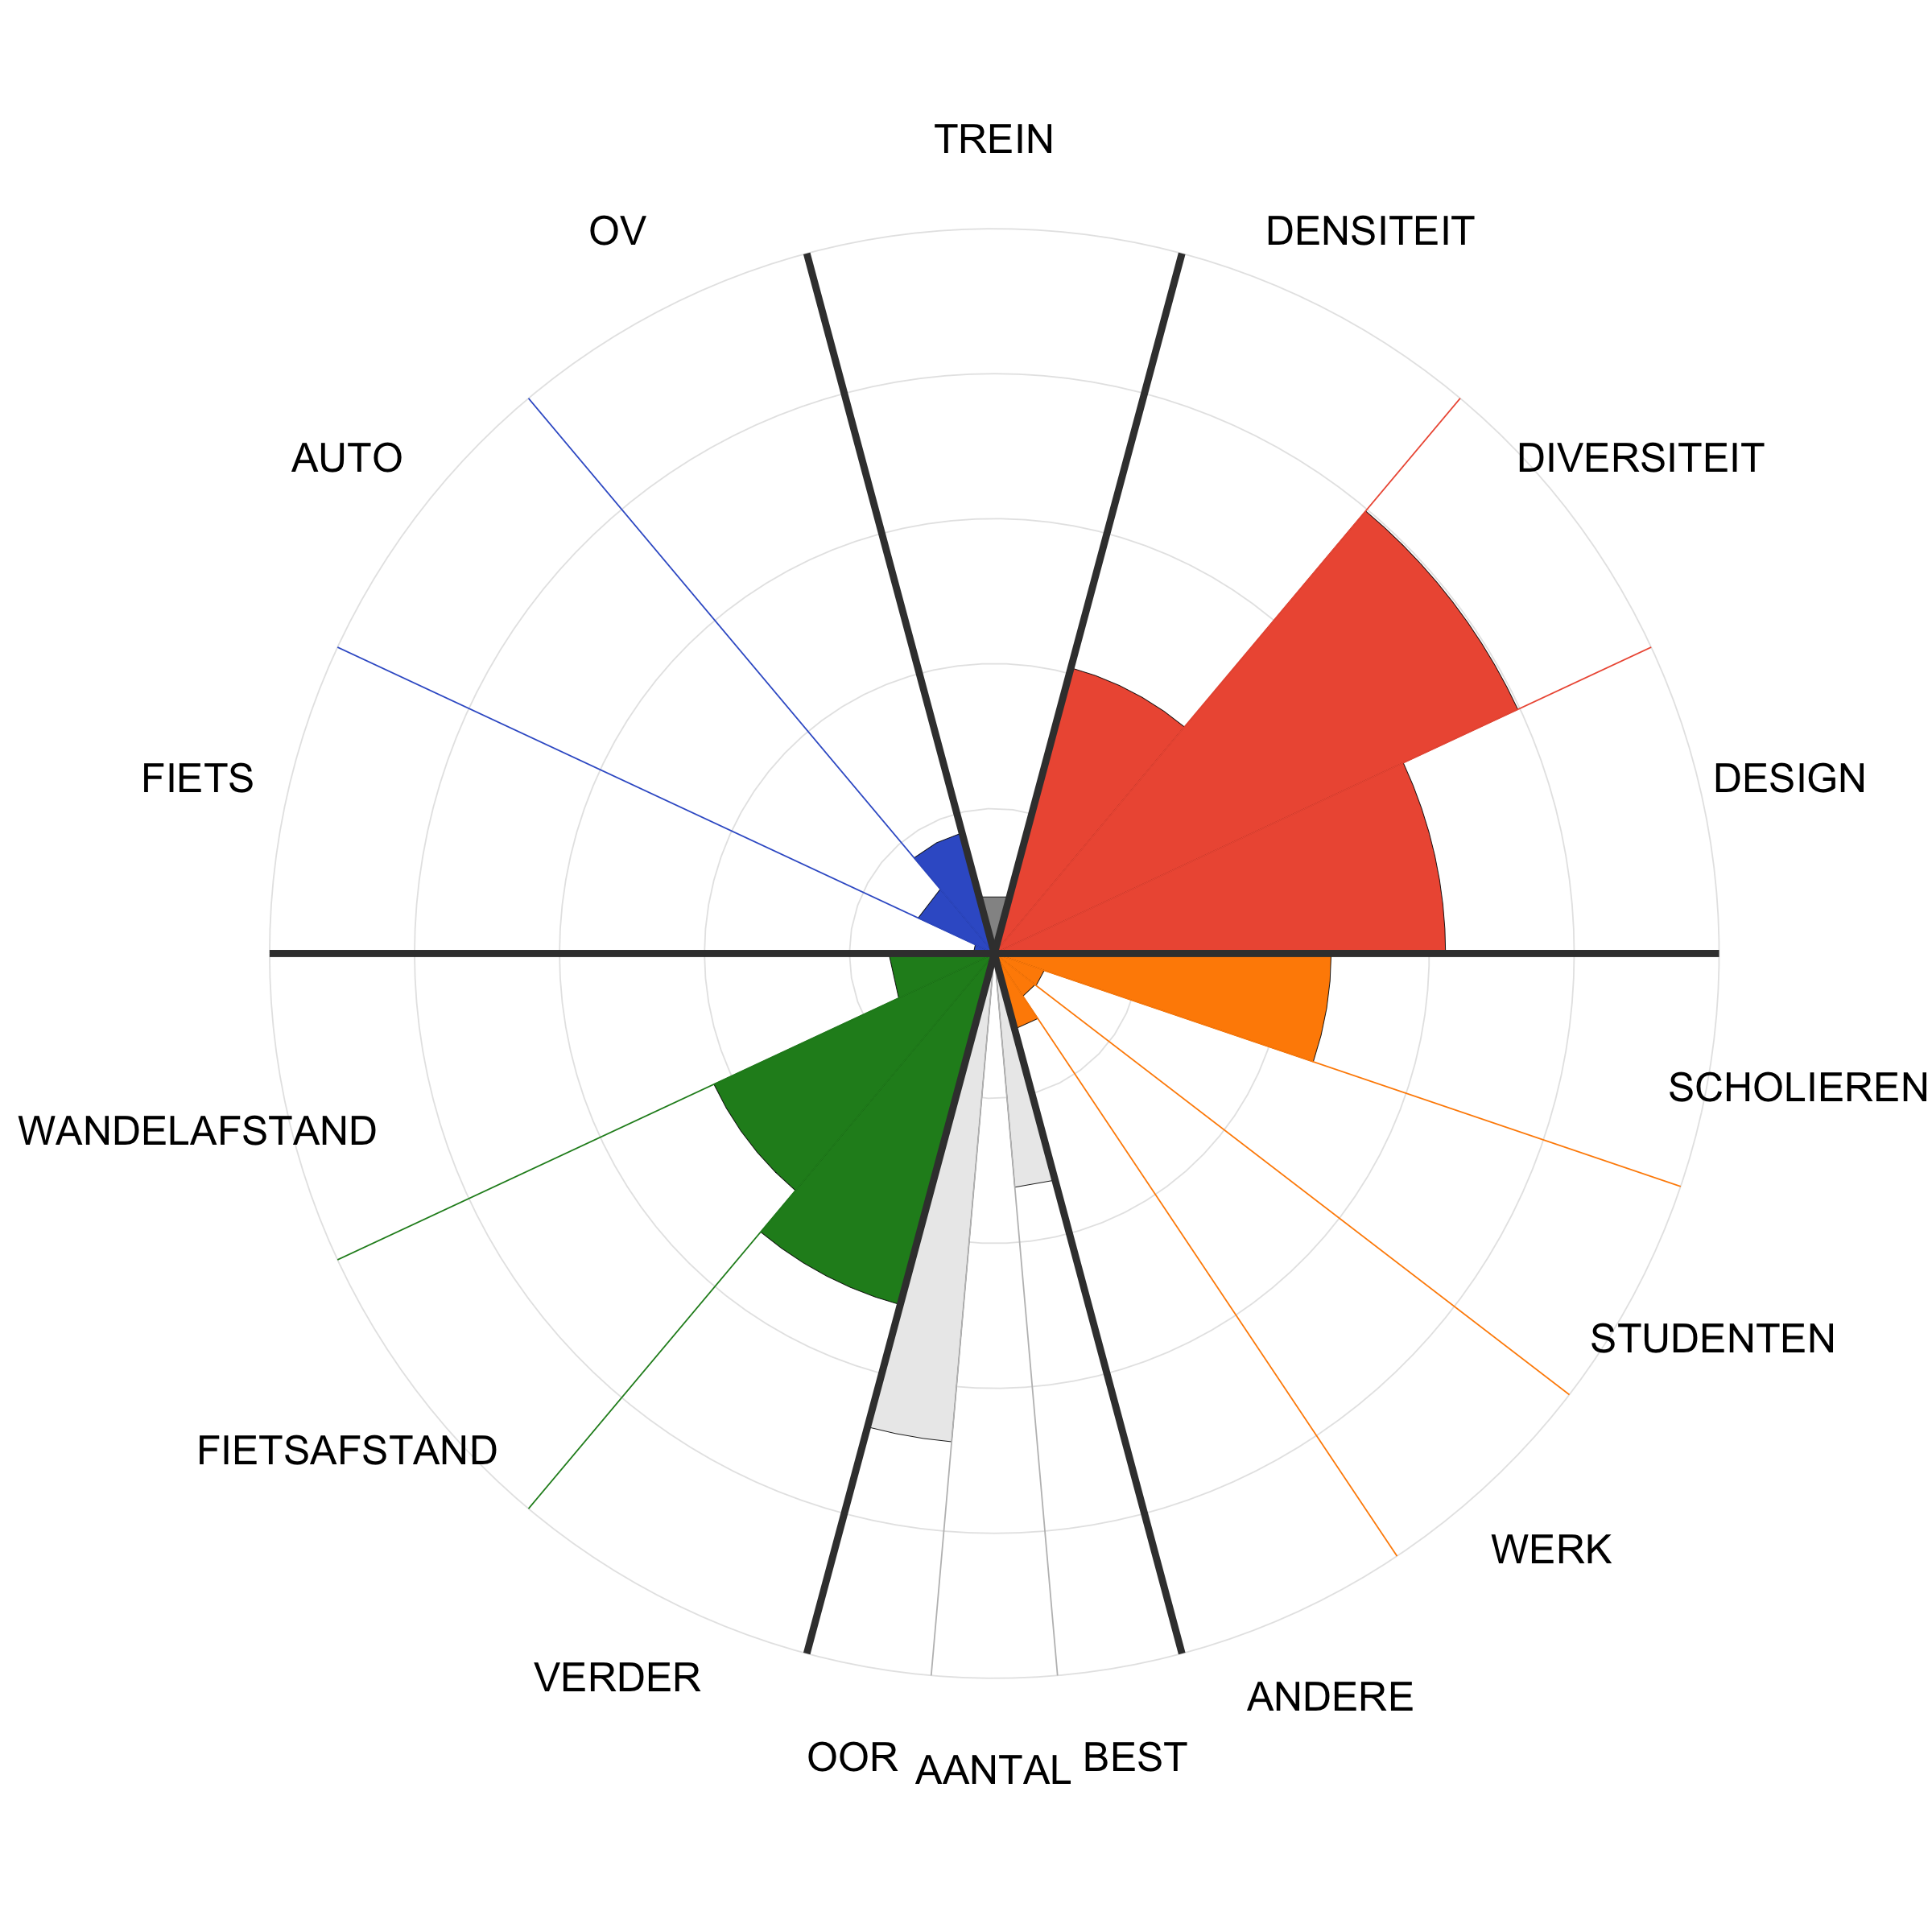 TREIN
OV
DENSITEIT
AUTO
DIVERSITEIT
FIETS
DESIGN
SCHOLIEREN
WANDELAFSTAND
STUDENTEN
FIETSAFSTAND
WERK
VERDER
ANDERE
OOR AANTAL BEST